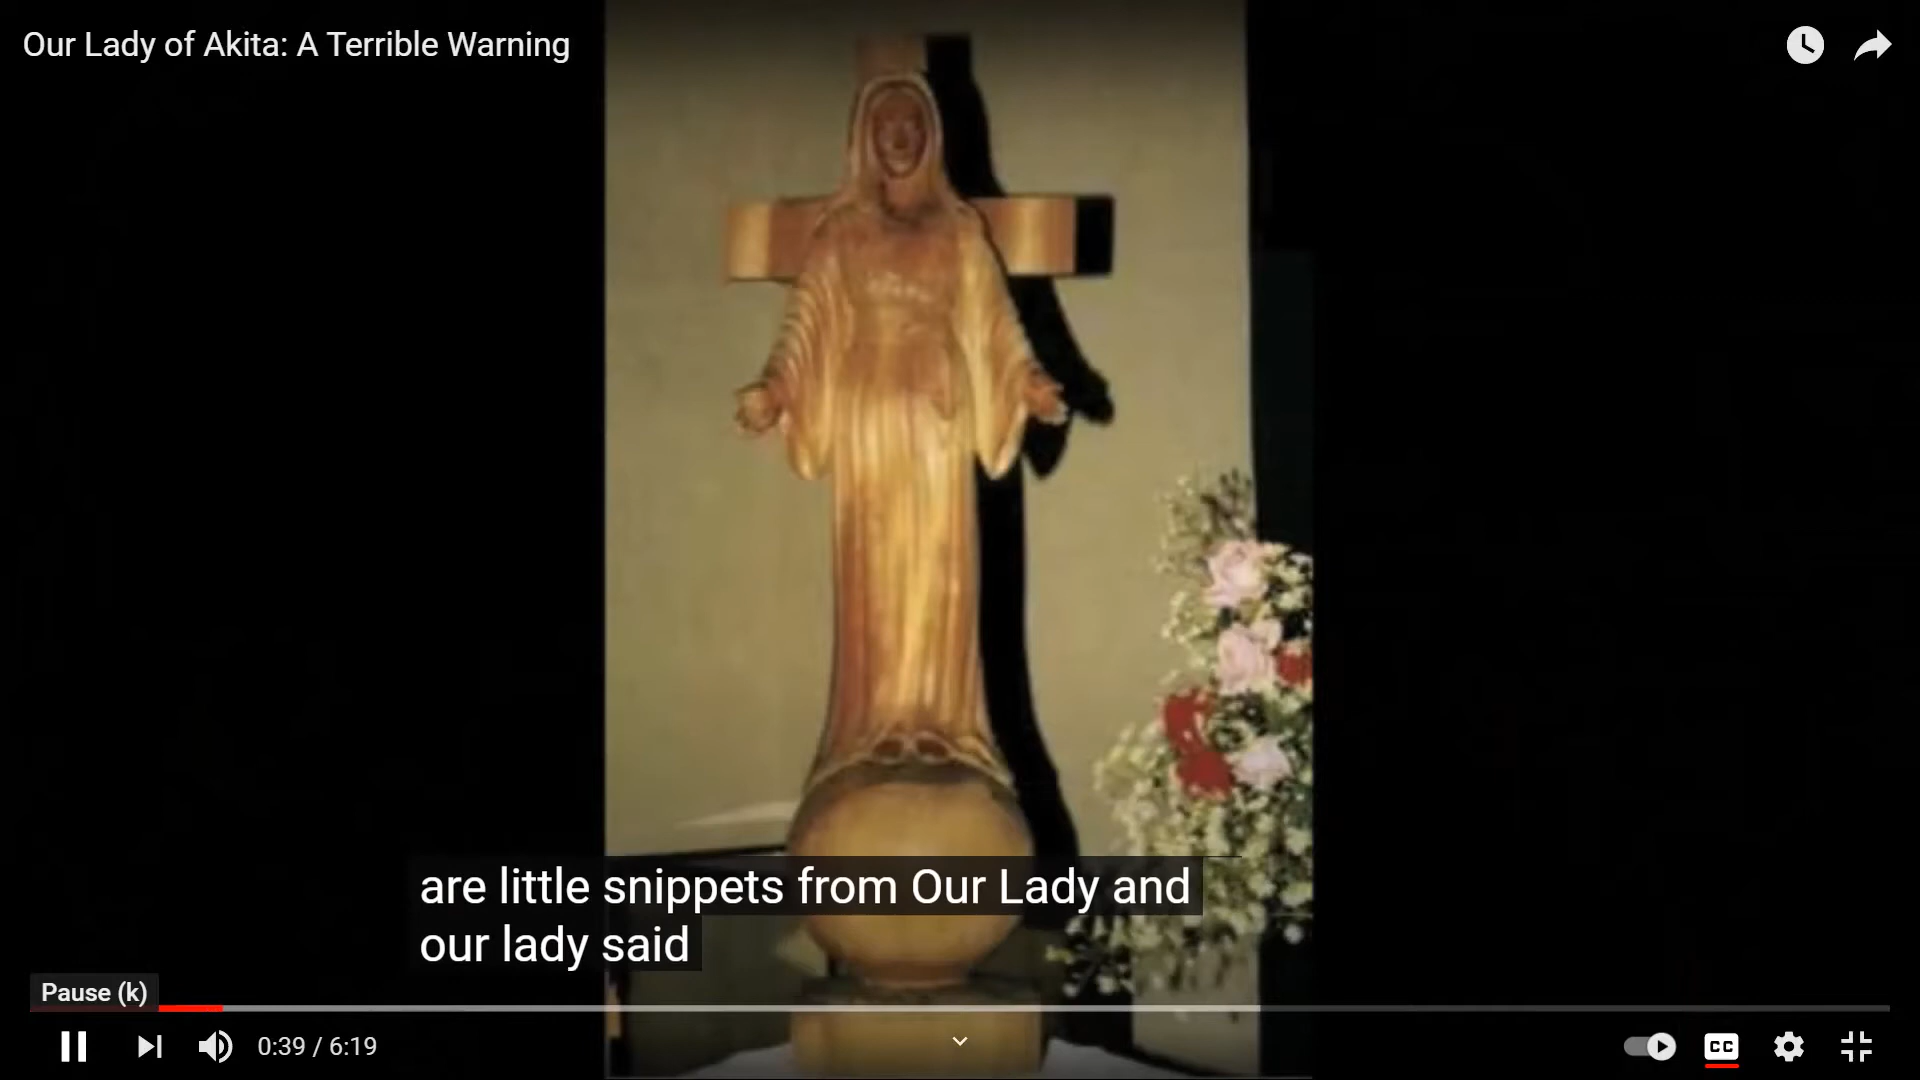 Our Lady of Akita: A Terrible Warning
are little snippets from Our Lady and
our lady said
Pause (k)
0:39 / 6:19
CC